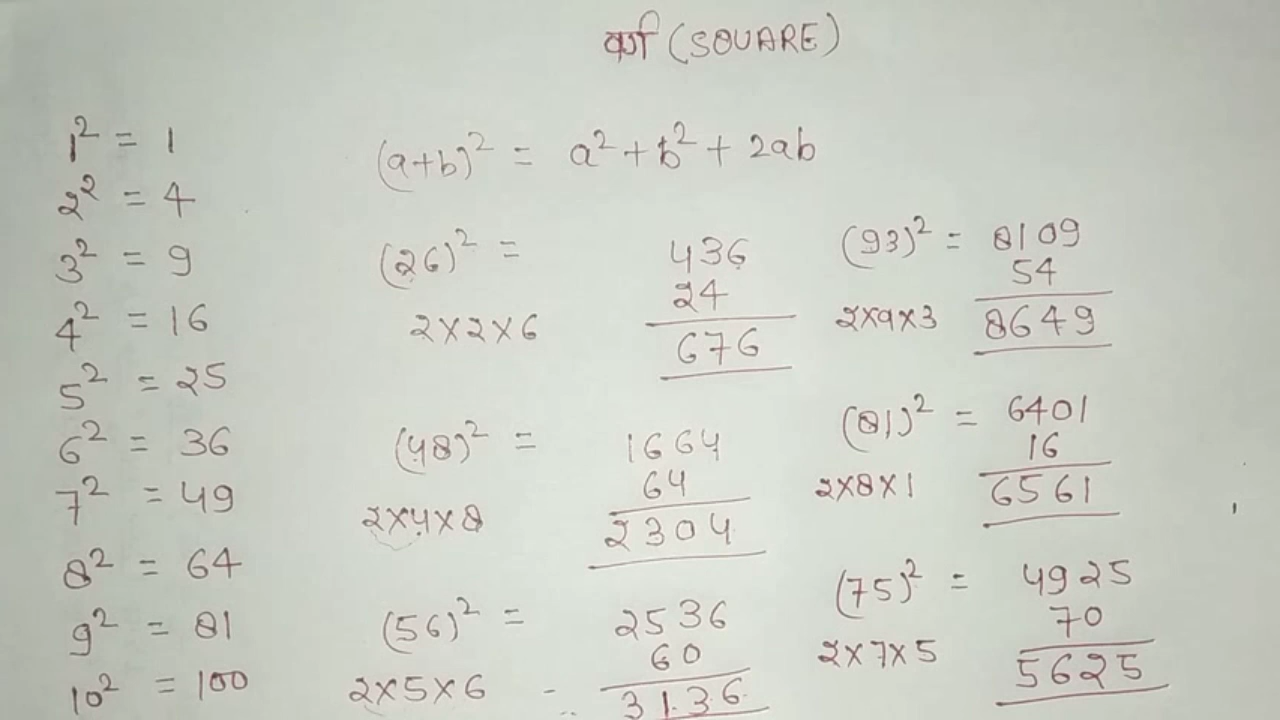 वर्ग (SQUARE)
1² = 1
2² = 4
3² = 9
4² = 16
5² = 25
6² = 36
7² = 49
8² = 64
9² = 81
10² = 100
(a+b)² = a² + b² + 2ab
(26)² = 436
2×2×6 24
676
(48)² = 1664
2×4×8 64
2304
(56)² = 2536
2×5×6 - 60
3136
(93)² = 8109
2×9×3 54
8649
(81)² = 6401
2×8×1 16
6561
(75)² = 4925
2×7×5 70
5625